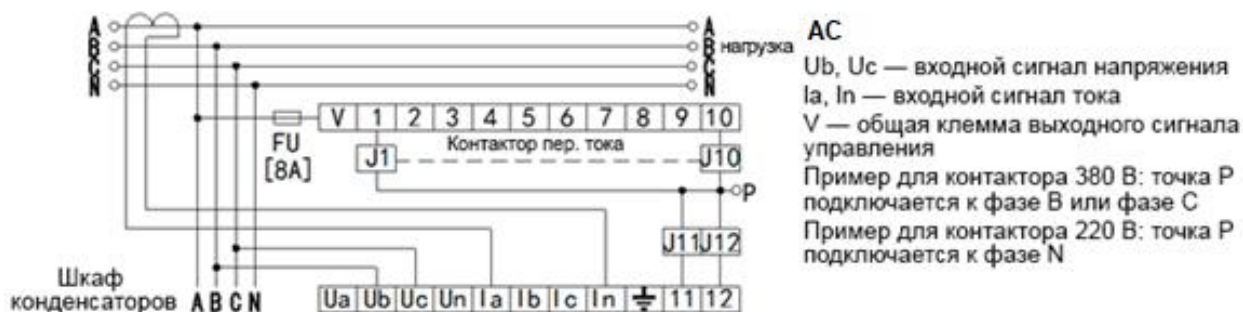 A A AC
B B нагрузка
C C
N N
Ub, Uc — входной сигнал напряжения
Ia, In — входной сигнал тока
V — общая клемма выходного сигнала
управления
Пример для контактора 380 В: точка P
подключается к фазе B или фазе C
Пример для контактора 220 В: точка P
подключается к фазе N
V 1 2 3 4 5 6 7 8 9 10
FU
[8A]
Контактор пер. тока
J1 J10
P
J11 J12
Шкаф
конденсаторов A B C N
Ua Ub Uc Un Ia Ib Ic In 11 12